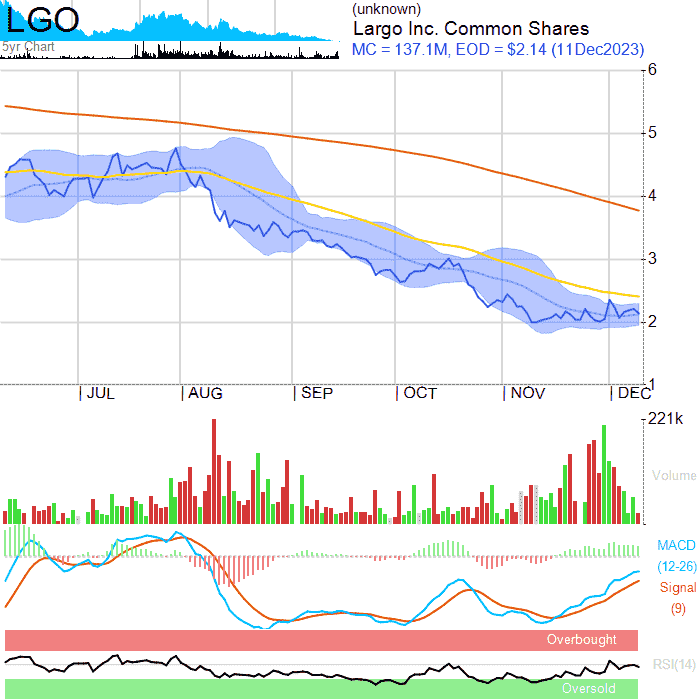 LGO
5yr Chart
(unknown)
Largo Inc. Common Shares
MC = 137.1M, EOD = $2.14 (11Dec2023)
6
5
4
3
2
1
JUL AUG SEP OCT NOV DEC
221k
Volume
MACD
(12-26)
Signal
(9)
Overbought
RSI(14)
Oversold